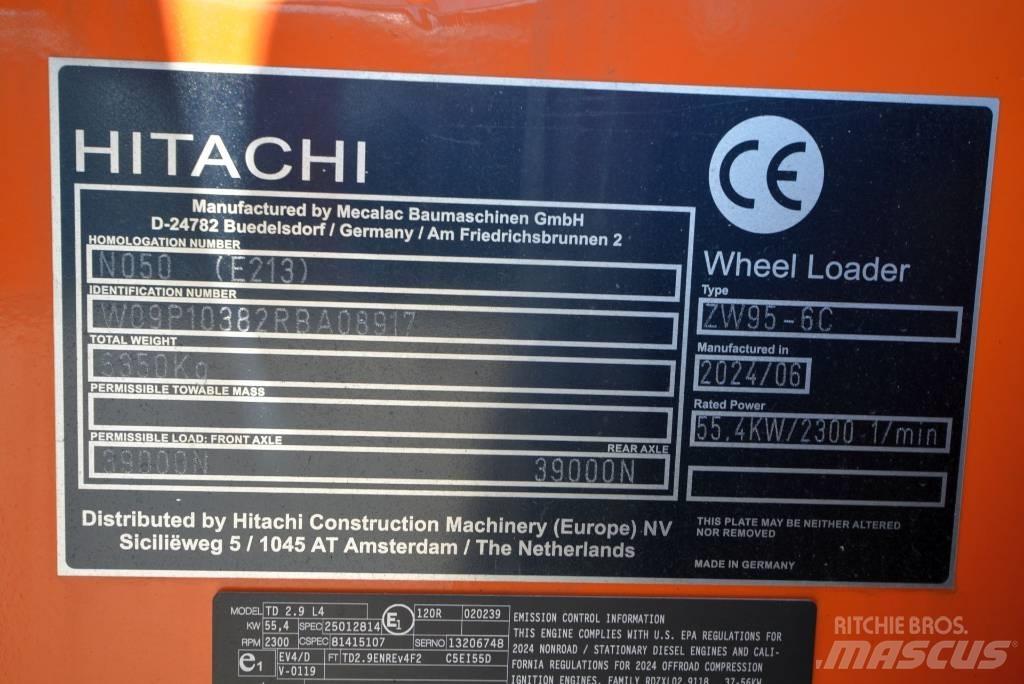 HITACHI
CE
Manufactured by Mecalac Baumaschinen GmbH
D-24782 Buedelsdorf / Germany / Am Friedrichsbrunnen 2
HOMOLOGATION NUMBER
N050 (E213)
IDENTIFICATION NUMBER
W09P10382RBA08917
TOTAL WEIGHT
PERMISSIBLE TOWABLE MASS
PERMISSIBLE LOAD: FRONT AXLE
REAR AXLE
39000N
39000N
Wheel Loader
Type
ZW95-6C
Manufactured in
2024/06
Rated Power
55.4KW/2300 1/min
THIS PLATE MAY BE NEITHER ALTERED
NOR REMOVED
MADE IN GERMANY
Distributed by Hitachi Construction Machinery (Europe) NV
Siciliëweg 5 / 1045 AT Amsterdam / The Netherlands
MODEL TD 2.9 L4
KW 55,4 SPEC 25012814
RPM 2300 CSPEC 81415107
E1
120R 020239
SERNO 13206748
e1 EV4/D FT TD2.9ENREv4F2 C5EI55D
V-0119
EMISSION CONTROL INFORMATION
THIS ENGINE COMPLIES WITH U.S. EPA REGULATIONS FOR
2024 NONROAD / STATIONARY DIESEL ENGINES AND CALI-
FORNIA REGULATIONS FOR 2024 OFFROAD COMPRESSION
IGNITION ENGINES. FAMILY 37-56KW
RITCHIE BROS.
MASCUS